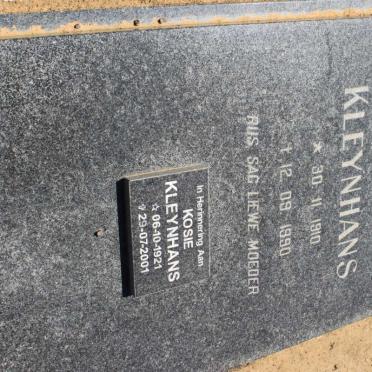 KLEYNHANS
★ 30 · 11 · 1910
† 12 · 09 · 1990
RUS SAG LIEWE MOEDER
In Herinnering Aan
KOSIE
KLEYNHANS
☆ 06-10-1921
✞ 29-07-2001